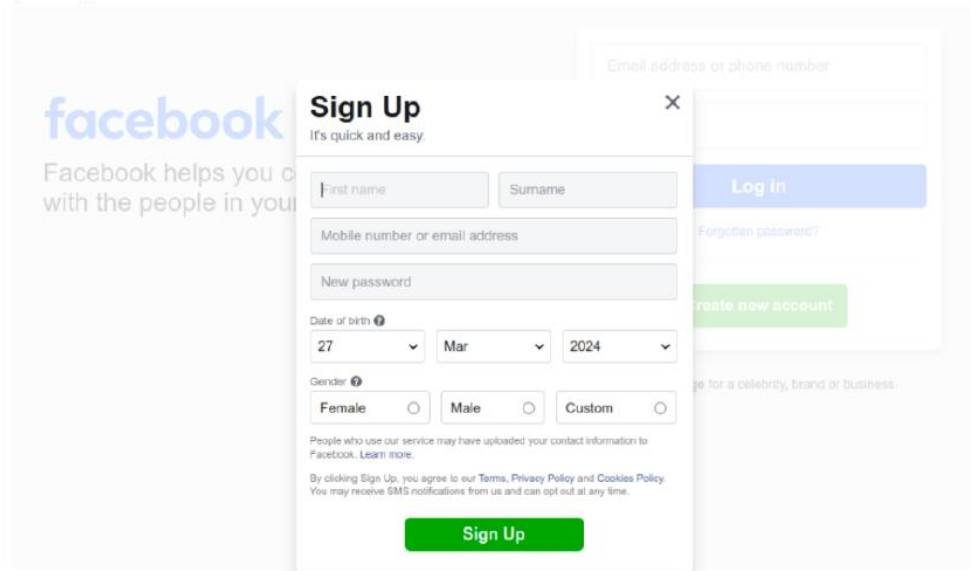 facebook
Facebook helps you c
with the people in your
Email address or phone number
Log in
Forgotten password?
Create new account
ge for a celebrity, brand or business.
Sign Up
It's quick and easy.
First name
Surname
Mobile number or email address
New password
Date of birth
27
Mar
2024
Gender
Female
Male
Custom
People who use our service may have uploaded your contact information to
Facebook. Learn more.
By clicking Sign Up, you agree to our Terms, Privacy Policy and Cookies Policy.
You may receive SMS notifications from us and can opt out at any time.
Sign Up